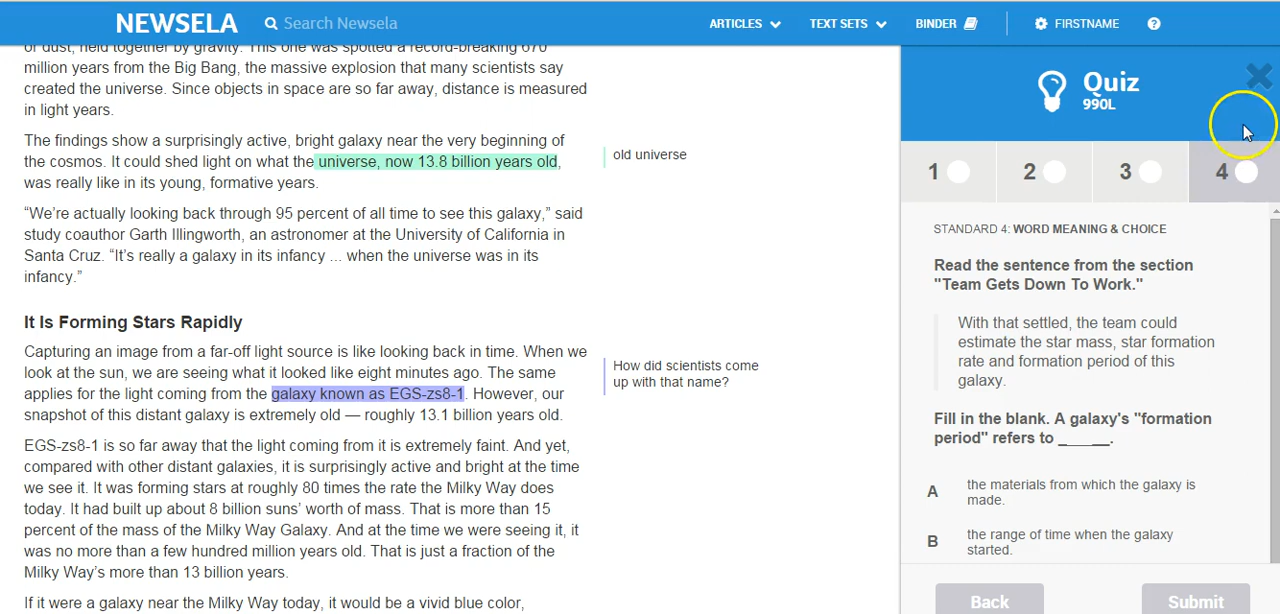 NEWSELA Search Newsela ARTICLES TEXT SETS BINDER FIRSTNAME ?
or dust, held together by gravity. This one was spotted a record-breaking 670
million years from the Big Bang, the massive explosion that many scientists say
created the universe. Since objects in space are so far away, distance is measured
in light years.
The findings show a surprisingly active, bright galaxy near the very beginning of
the cosmos. It could shed light on what the universe, now 13.8 billion years old,
was really like in its young, formative years.
“We’re actually looking back through 95 percent of all time to see this galaxy,” said
study coauthor Garth Illingworth, an astronomer at the University of California in
Santa Cruz. “It’s really a galaxy in its infancy ... when the universe was in its
infancy.”
It Is Forming Stars Rapidly
Capturing an image from a far-off light source is like looking back in time. When we
look at the sun, we are seeing what it looked like eight minutes ago. The same
applies for the light coming from the galaxy known as EGS-zs8-1. However, our
snapshot of this distant galaxy is extremely old — roughly 13.1 billion years old.
EGS-zs8-1 is so far away that the light coming from it is extremely faint. And yet,
compared with other distant galaxies, it is surprisingly active and bright at the time
we see it. It was forming stars at roughly 80 times the rate the Milky Way does
today. It had built up about 8 billion suns’ worth of mass. That is more than 15
percent of the mass of the Milky Way Galaxy. And at the time we were seeing it, it
was no more than a few hundred million years old. That is just a fraction of the
Milky Way’s more than 13 billion years.
If it were a galaxy near the Milky Way today, it would be a vivid blue color,
old universe
How did scientists come
up with that name?
Quiz
990L
1 2 3 4
STANDARD 4: WORD MEANING & CHOICE
Read the sentence from the section
"Team Gets Down To Work."
With that settled, the team could
estimate the star mass, star formation
rate and formation period of this
galaxy.
Fill in the blank. A galaxy's "formation
period" refers to _____.
A the materials from which the galaxy is
made.
B the range of time when the galaxy
started.
Back Submit